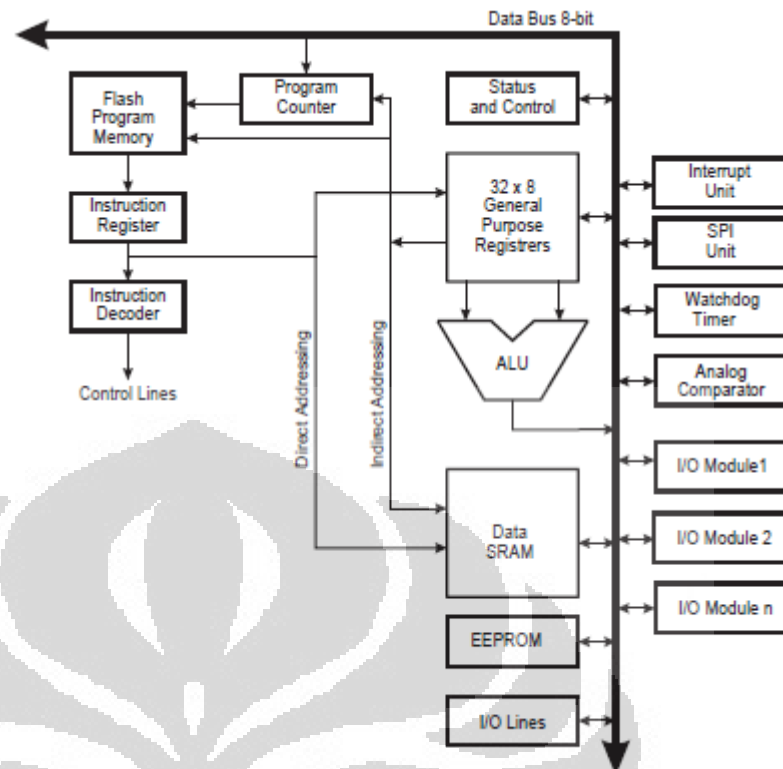 Data Bus 8-bit
Flash
Program
Memory
Program
Counter
Status
and Control
Instruction
Register
32 x 8
General
Purpose
Registrers
Interrupt
Unit
SPI
Unit
Instruction
Decoder
Watchdog
Timer
Control Lines
ALU
Analog
Comparator
Direct Addressing
Indirect Addressing
I/O Module1
Data
SRAM
I/O Module 2
I/O Module n
EEPROM
I/O Lines